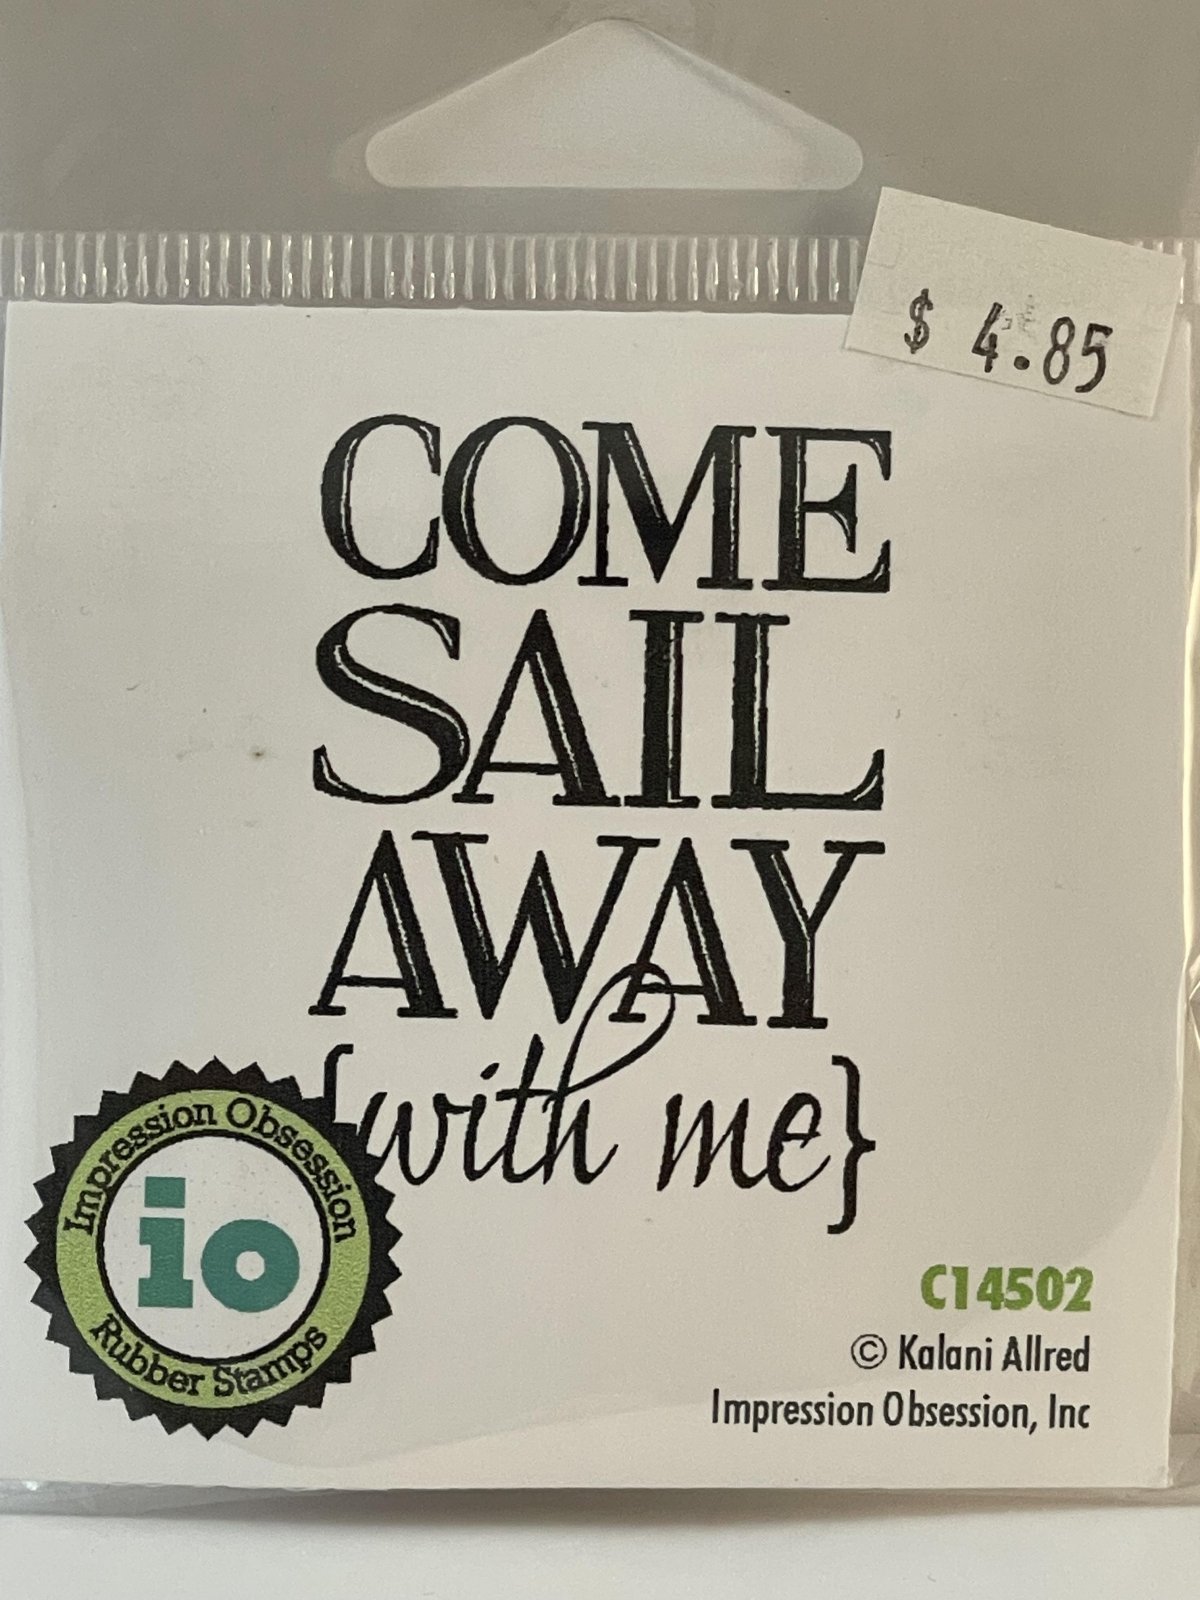 $ 4.85
COME
SAIL
AWAY
{with me}
Impression Obsession
io
Rubber Stamps
C14502
© Kalani Allred
Impression Obsession, Inc